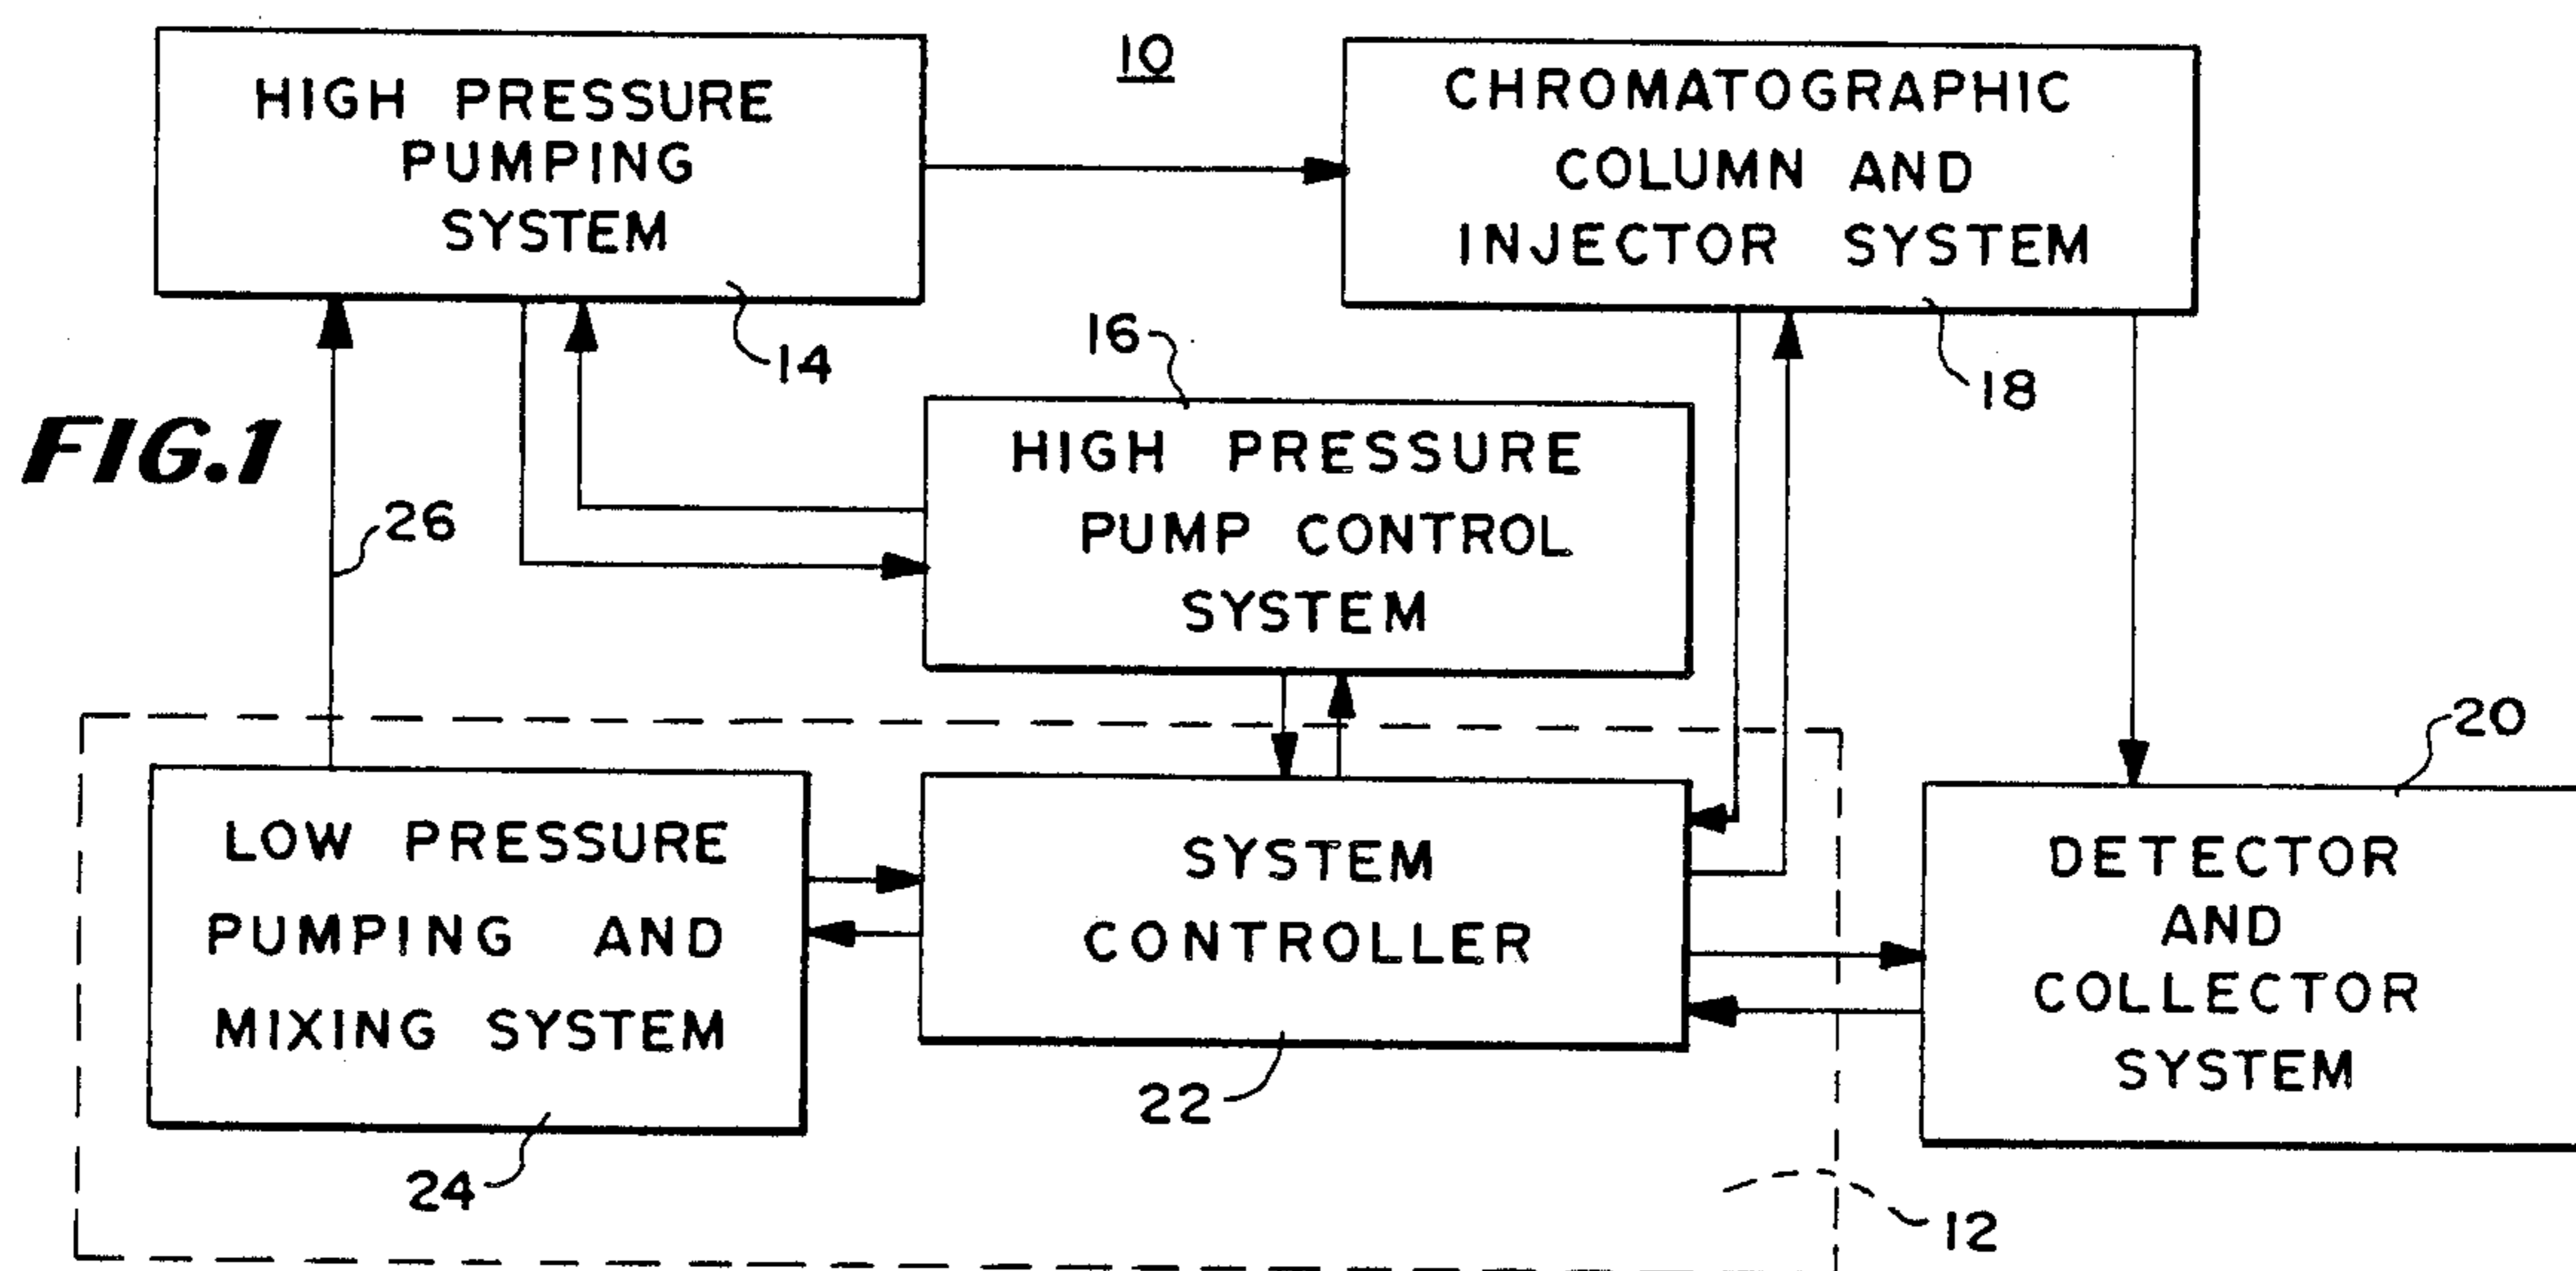 10
HIGH PRESSURE
PUMPING
SYSTEM
14
CHROMATOGRAPHIC
COLUMN AND
INJECTOR SYSTEM
18
FIG.1
26
16
HIGH PRESSURE
PUMP CONTROL
SYSTEM
20
LOW PRESSURE
PUMPING AND
MIXING SYSTEM
24
SYSTEM
CONTROLLER
22
DETECTOR
AND
COLLECTOR
SYSTEM
12